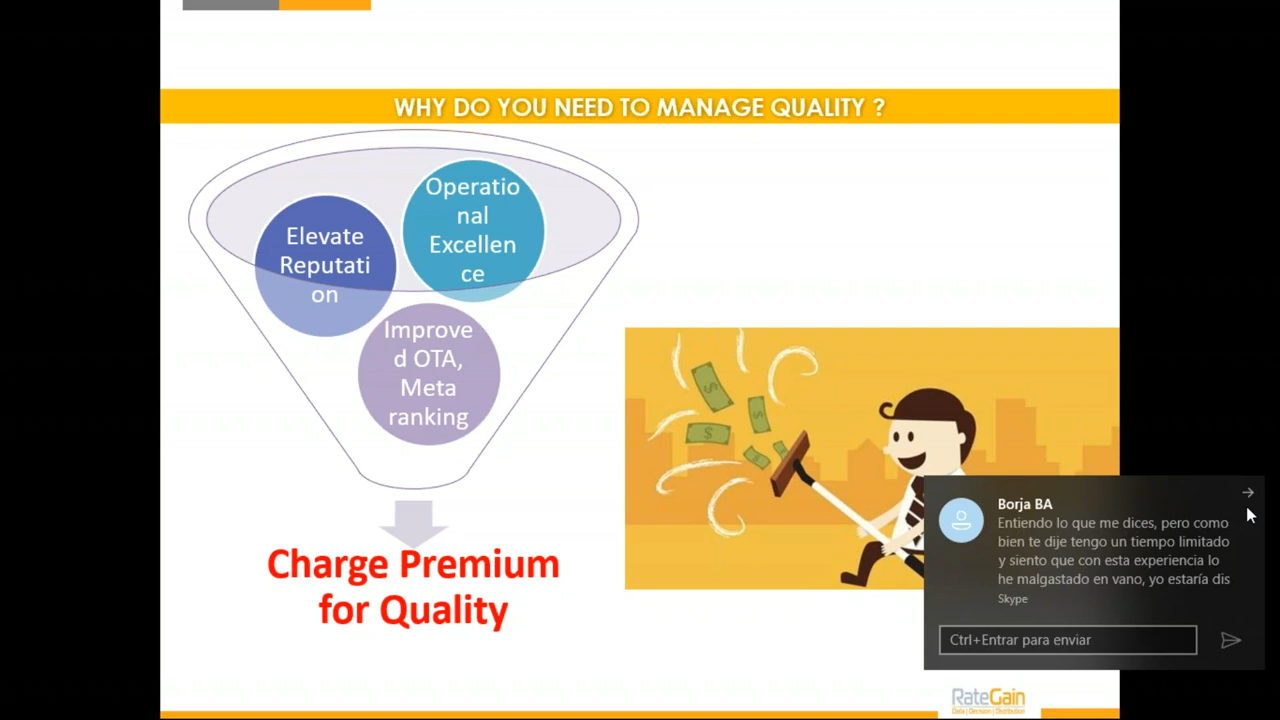 WHY DO YOU NEED TO MANAGE QUALITY ?
Operatio
nal
Excellen
ce
Elevate
Reputati
on
Improve
d OTA,
Meta
ranking
Charge Premium
for Quality
$
$
$
Borja BA
Entiendo lo que me dices, pero como
bien te dije tengo un tiempo limitado
y siento que con esta experiencia lo
he malgastado en vano, yo estaría dis
Skype
Ctrl+Entrar para enviar
RateGain
Data | Decision | Distribution